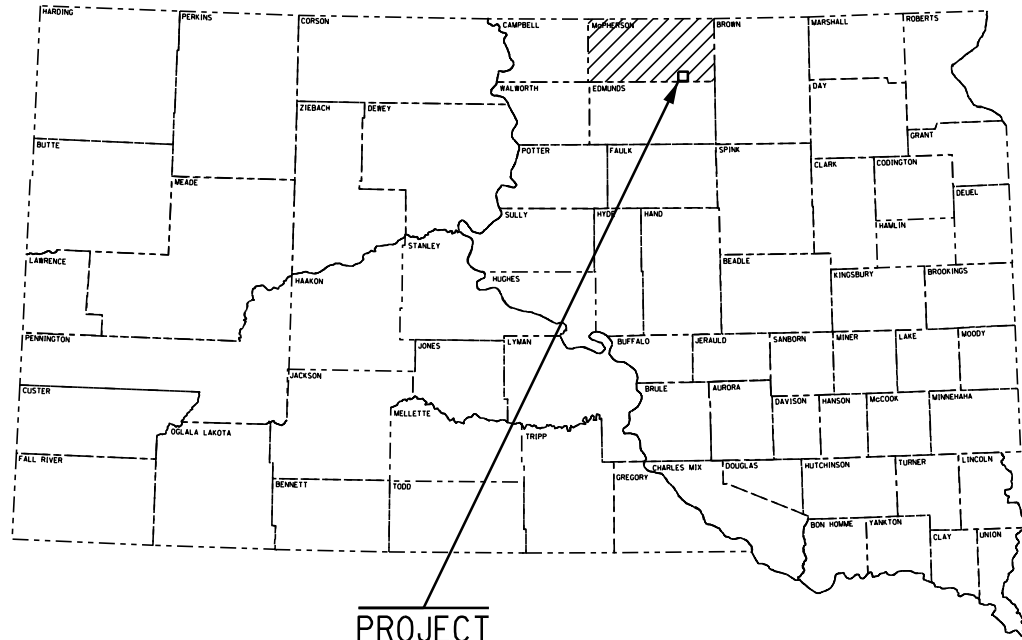 HARDING
PERKINS
CORSON
CAMPBELL
McPHERSON
BROWN
MARSHALL
ROBERTS
WALWORTH
EDMUNDS
DAY
ZIEBACH
DEWEY
GRANT
BUTTE
POTTER
FAULK
SPINK
CLARK
CODINGTON
MEADE
DEUEL
SULLY
HYDE
HAND
HAMLIN
STANLEY
LAWRENCE
BEADLE
HAAKON
HUGHES
KINGSBURY
BROOKINGS
PENNINGTON
JONES
LYMAN
BUFFALO
JERAULD
SANBORN
MINER
LAKE
MOODY
JACKSON
CUSTER
BRULE
AURORA
DAVISON
HANSON
McCOOK
MINNEHAHA
MELLETTE
OGLALA LAKOTA
TRIPP
FALL RIVER
CHARLES MIX
DOUGLAS
HUTCHINSON
TURNER
LINCOLN
GREGORY
BENNETT
TODD
BON HOMME
YANKTON
CLAY
UNION
PROJECT